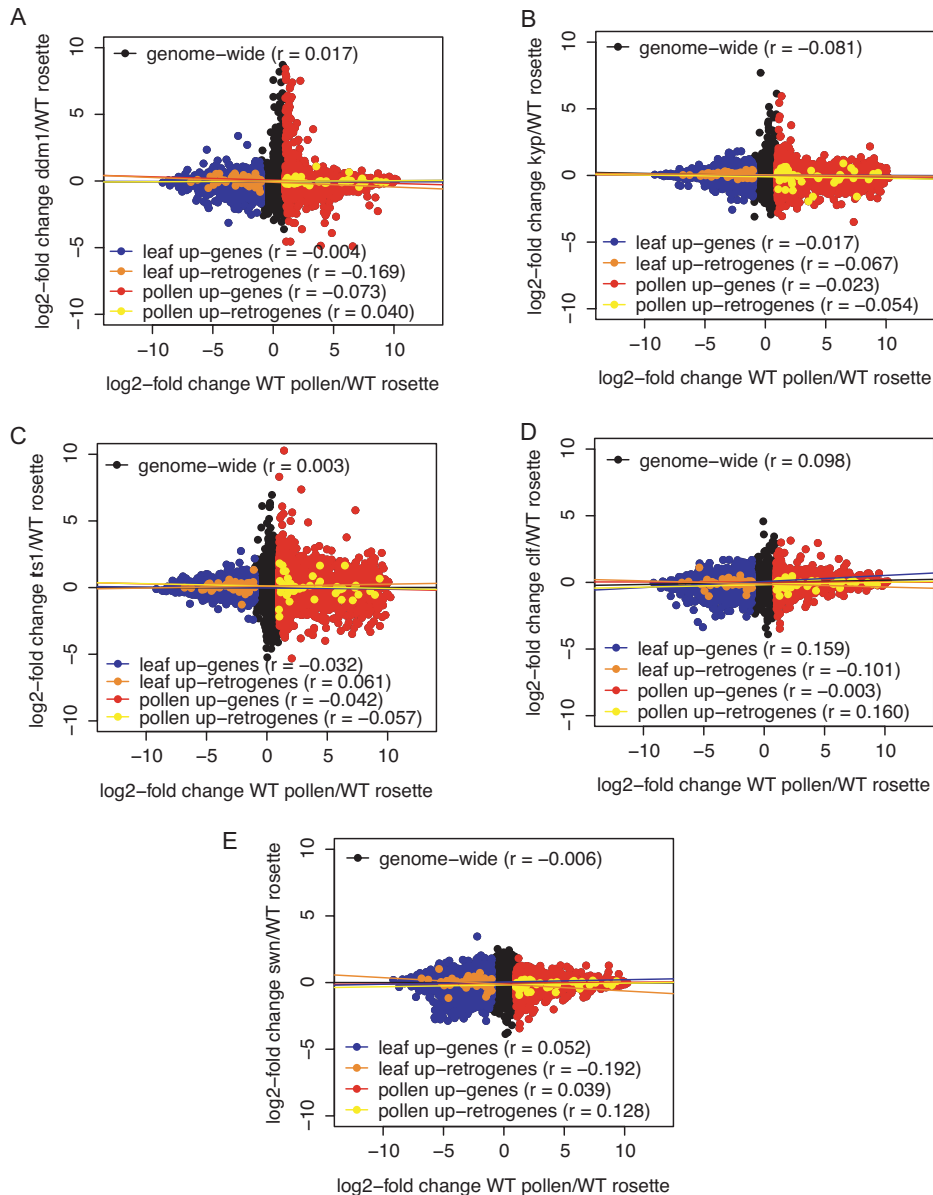 A
log2−fold change ddm1/WT rosette
10
5
0
−5
−10
genome−wide (r = 0.017)
leaf up−genes (r = −0.004)
leaf up−retrogenes (r = −0.169)
pollen up−genes (r = −0.073)
pollen up−retrogenes (r = 0.040)
−10 −5 0 5 10
log2−fold change WT pollen/WT rosette
B
log2−fold change kyp/WT rosette
10
5
0
−5
−10
genome−wide (r = −0.081)
leaf up−genes (r = −0.017)
leaf up−retrogenes (r = −0.067)
pollen up−genes (r = −0.023)
pollen up−retrogenes (r = −0.054)
−10 −5 0 5 10
log2−fold change WT pollen/WT rosette
C
log2−fold change ts1/WT rosette
10
5
0
−5
−10
genome−wide (r = 0.003)
leaf up−genes (r = −0.032)
leaf up−retrogenes (r = 0.061)
pollen up−genes (r = −0.042)
pollen up−retrogenes (r = −0.057)
−10 −5 0 5 10
log2−fold change WT pollen/WT rosette
D
log2−fold change clf/WT rosette
10
5
0
−5
−10
genome−wide (r = 0.098)
leaf up−genes (r = 0.159)
leaf up−retrogenes (r = −0.101)
pollen up−genes (r = −0.003)
pollen up−retrogenes (r = 0.160)
−10 −5 0 5 10
log2−fold change WT pollen/WT rosette
E
log2−fold change swn/WT rosette
10
5
0
−5
−10
genome−wide (r = −0.006)
leaf up−genes (r = 0.052)
leaf up−retrogenes (r = −0.192)
pollen up−genes (r = 0.039)
pollen up−retrogenes (r = 0.128)
−10 −5 0 5 10
log2−fold change WT pollen/WT rosette